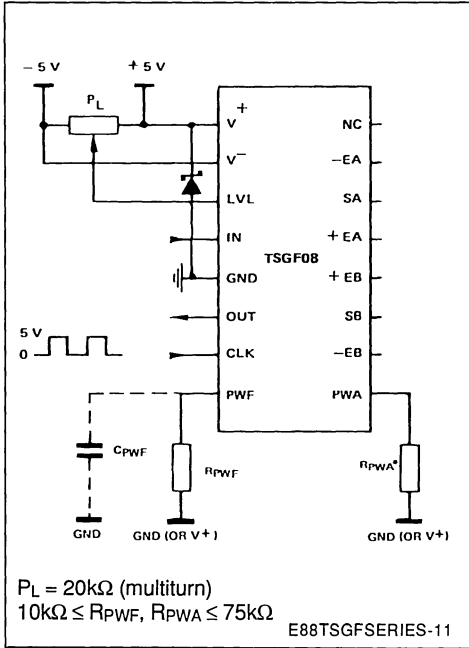 − 5 V
+ 5 V
PL
V+
V−
LVL
IN
GND
OUT
CLK
PWF
TSGF08
NC
−EA
SA
+ EA
+ EB
SB
−EB
PWA
5 V
0
CPWF
RPWF
RPWA*
GND
GND (OR V+)
GND (OR V+)
PL = 20kΩ (multiturn)
10kΩ ≤ RPWF, RPWA ≤ 75kΩ
E88TSGFSERIES-11